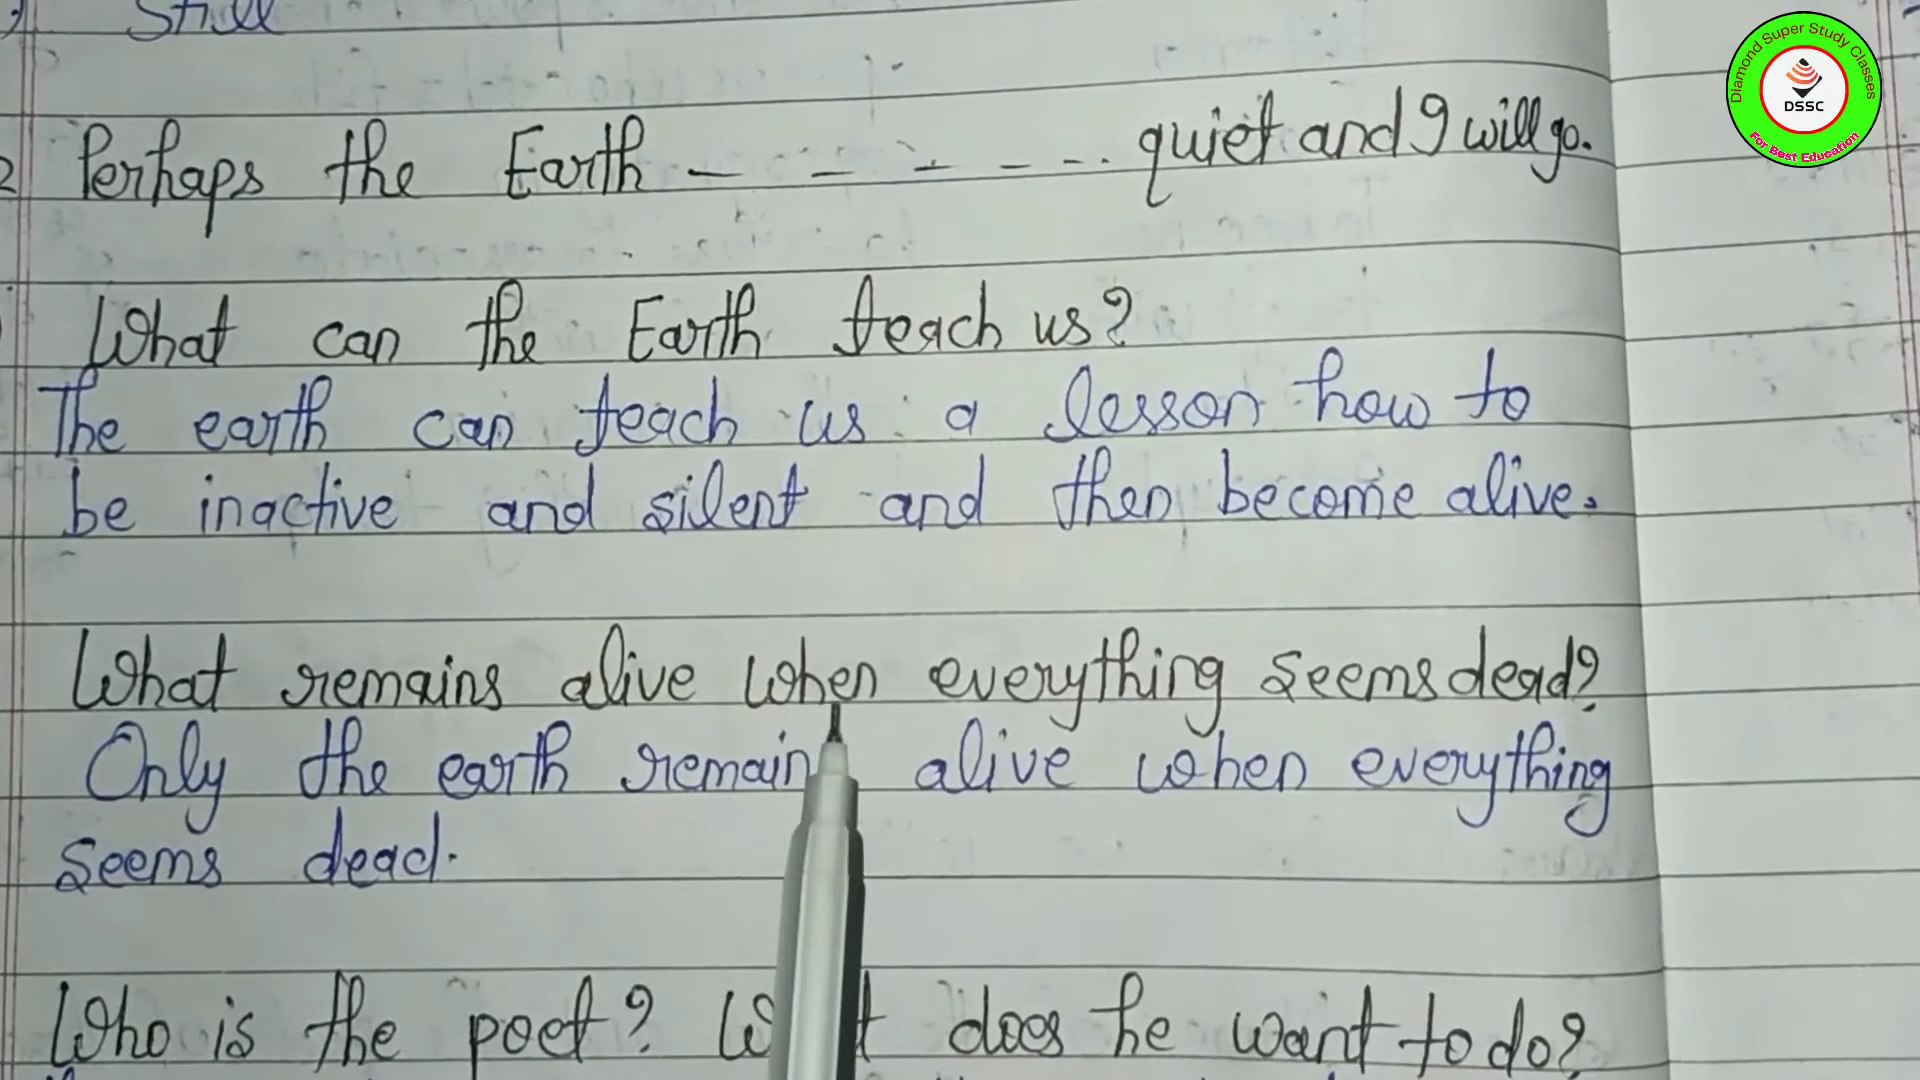 Still
Diamond Super Study Classes
DSSC
For Best Education
2 Perhaps the Earth - - - - - .. quiet and I will go.
What can the Earth teach us?
The earth can teach us a lesson how to
be inactive and silent and then become alive.
What remains alive when everything seems dead?
Only the earth remain alive when everything
seems dead.
Who is the poet? does he want to do?